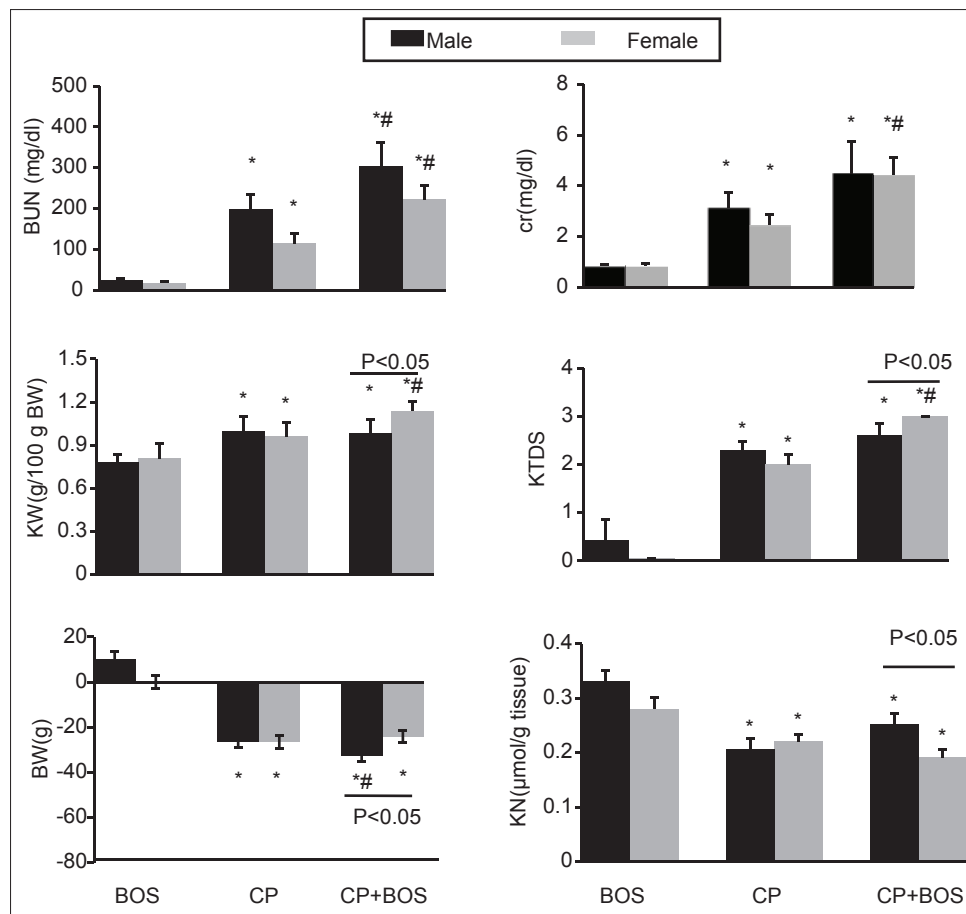 Male Female
BUN (mg/dl)
500
400
300
200
100
0
* * *# *#
cr(mg/dl)
8
6
4
2
0
* * * *#
KW(g/100 g BW)
1.5
1.2
0.9
0.6
0.3
0
P<0.05
* * * *#
KTDS
4
3
2
1
0
P<0.05
* * * *#
BW(g)
20
0
-20
-40
-60
-80
* * *# *
P<0.05
BOS CP CP+BOS
KN(µmol/g tissue)
0.4
0.3
0.2
0.1
0
P<0.05
* * * *
BOS CP CP+BOS